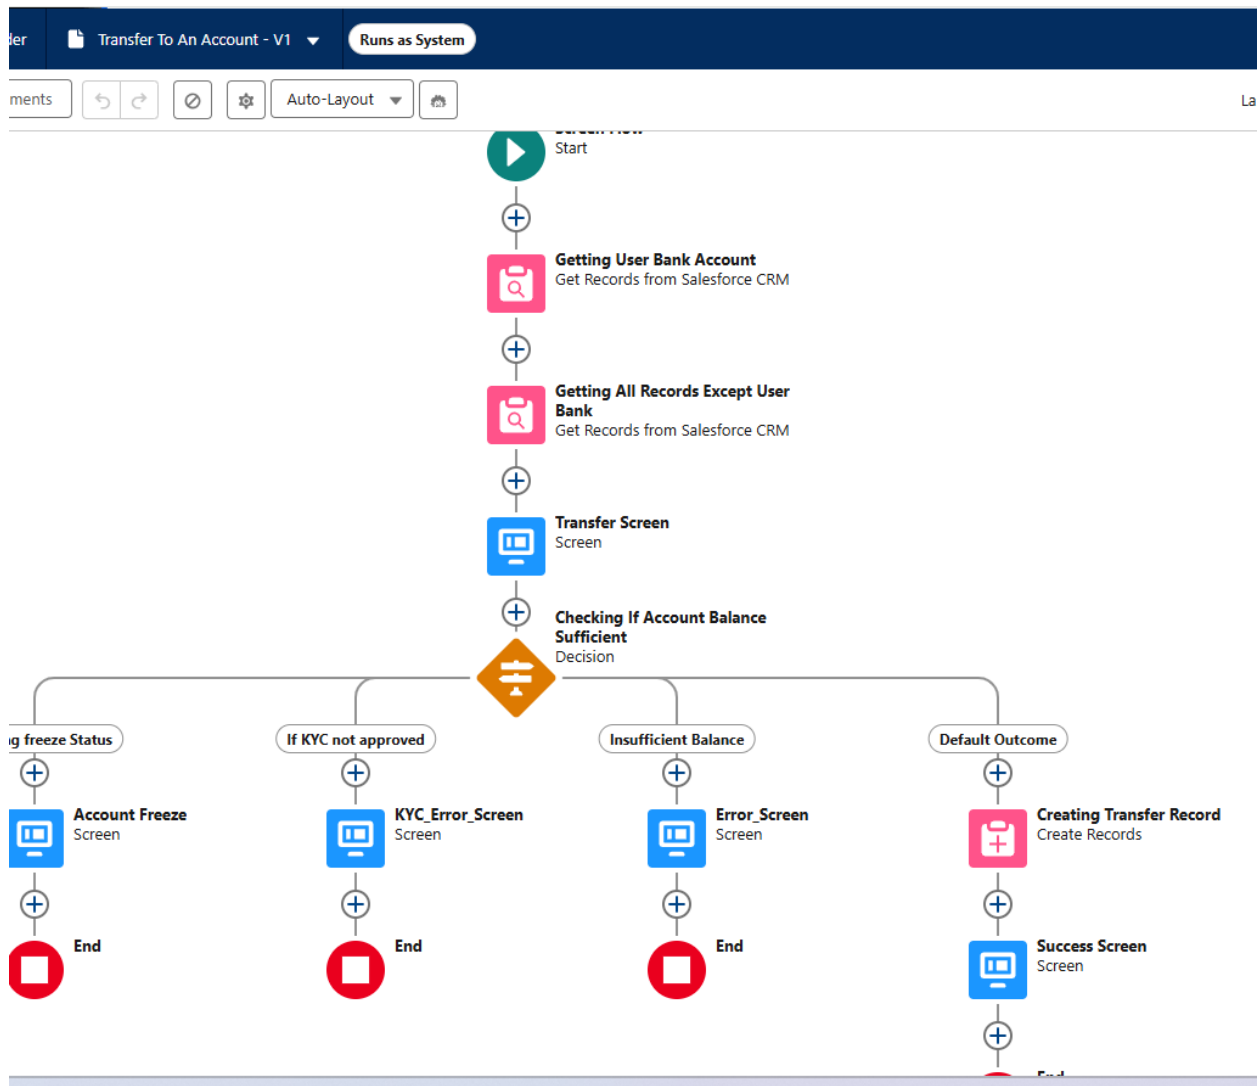 Transfer To An Account - V1
Runs as System
Auto-Layout
Start
Getting User Bank Account
Get Records from Salesforce CRM
Getting All Records Except User
Bank
Get Records from Salesforce CRM
Transfer Screen
Screen
Checking If Account Balance
Sufficient
Decision
freeze Status
If KYC not approved
Insufficient Balance
Default Outcome
Account Freeze
Screen
KYC_Error_Screen
Screen
Error_Screen
Screen
Creating Transfer Record
Create Records
End
End
End
Success Screen
Screen
End